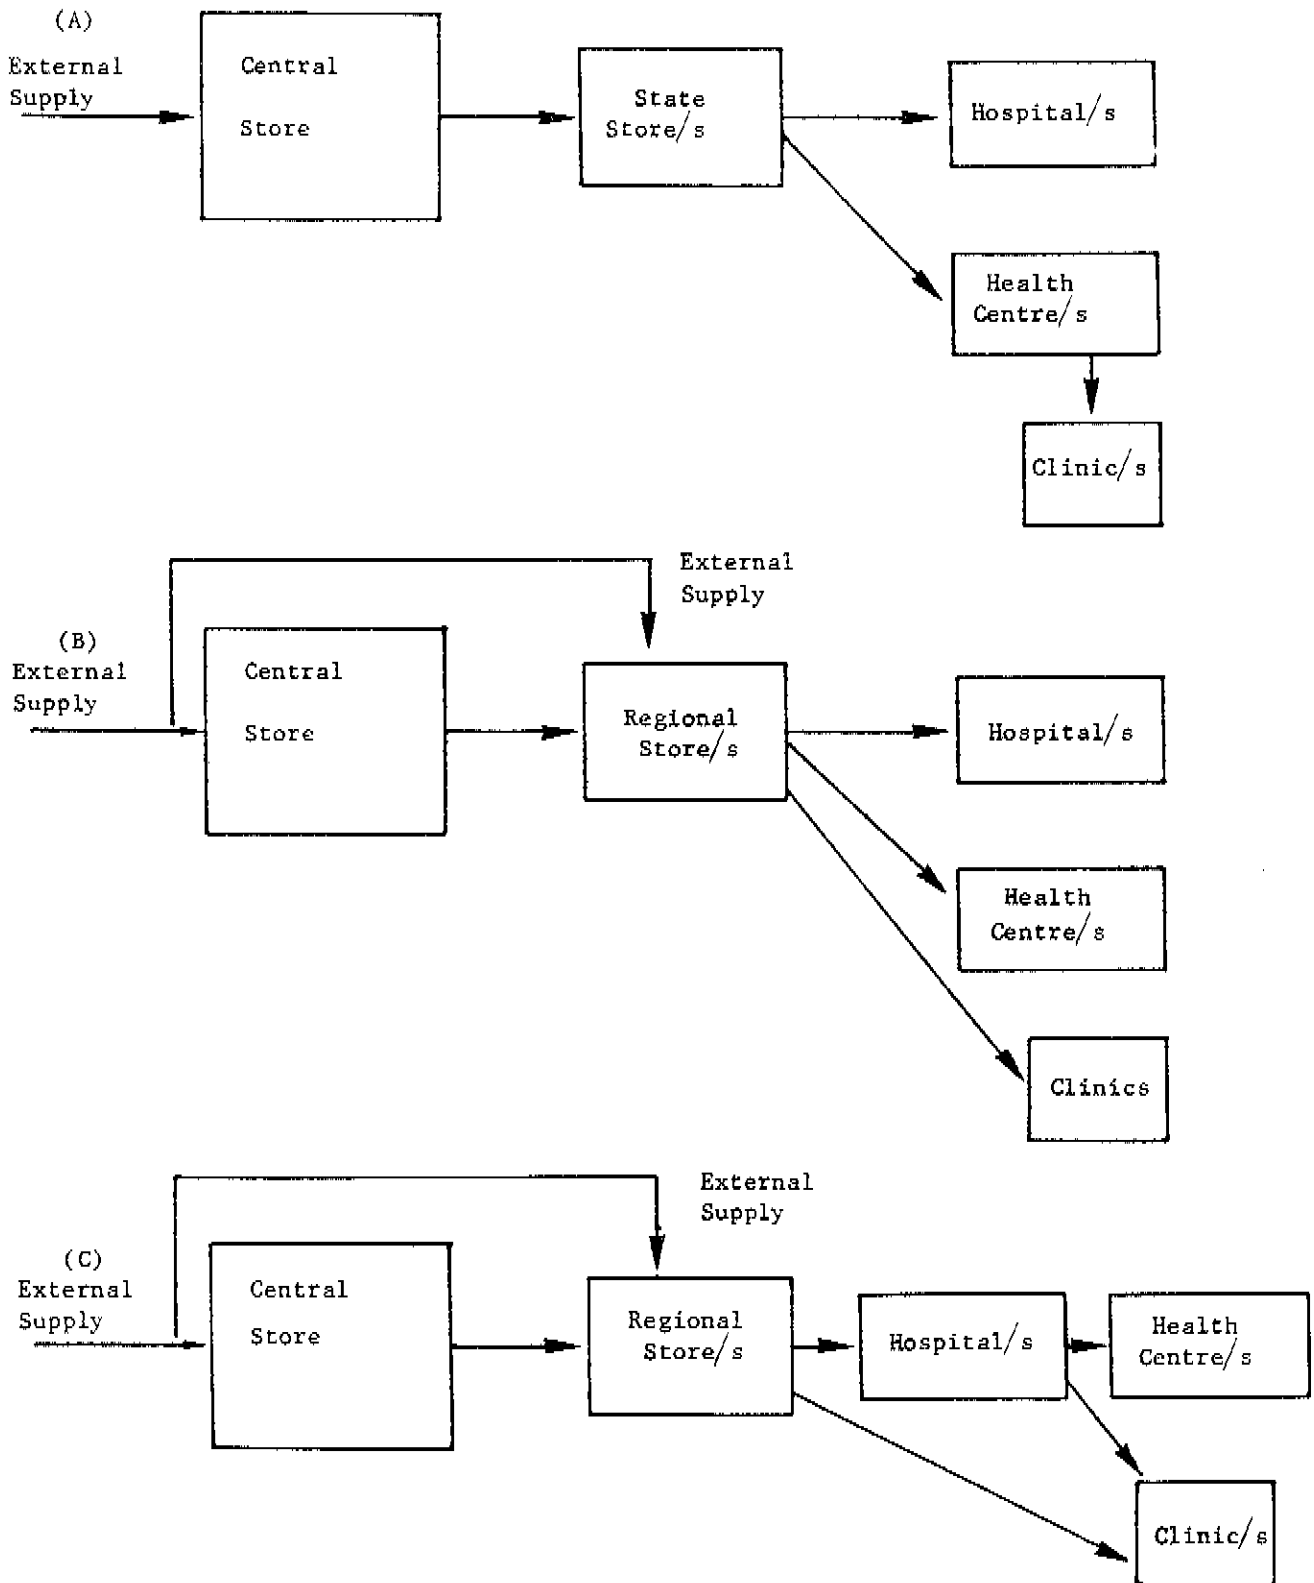 (A)
External
Supply
Central
Store
State
Store/s
Hospital/s
Health
Centre/s
Clinic/s
External
Supply
(B)
External
Supply
Central
Store
Regional
Store/s
Hospital/s
Health
Centre/s
Clinics
External
Supply
(C)
External
Supply
Central
Store
Regional
Store/s
Hospital/s
Health
Centre/s
Clinic/s